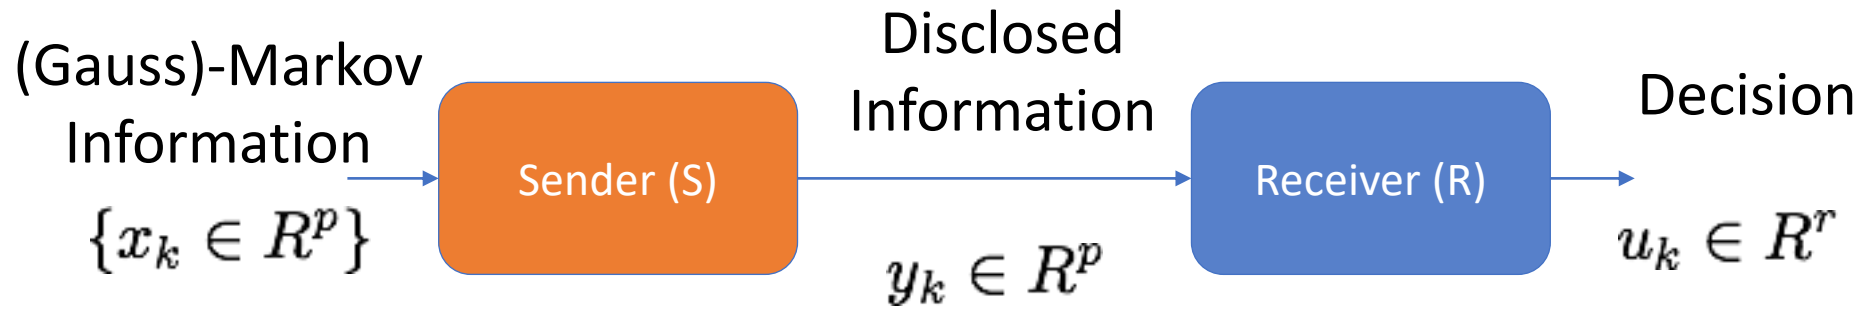 (Gauss)-Markov
Information
{x_k ∈ R^p}
Sender (S)
Disclosed
Information
y_k ∈ R^p
Receiver (R)
Decision
u_k ∈ R^r